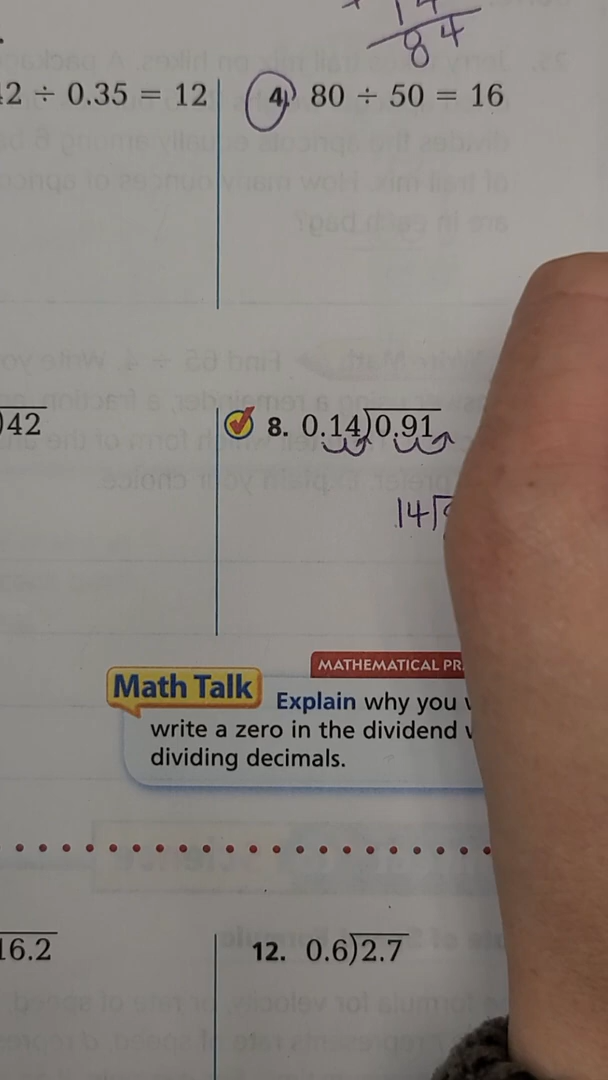 14
84
2 ÷ 0.35 = 12
4. 80 ÷ 50 = 16
)42
8. 0.14)0.91
14
Math Talk
MATHEMATICAL
Explain why you
write a zero in the dividend
dividing decimals.
16.2
12. 0.6)2.7